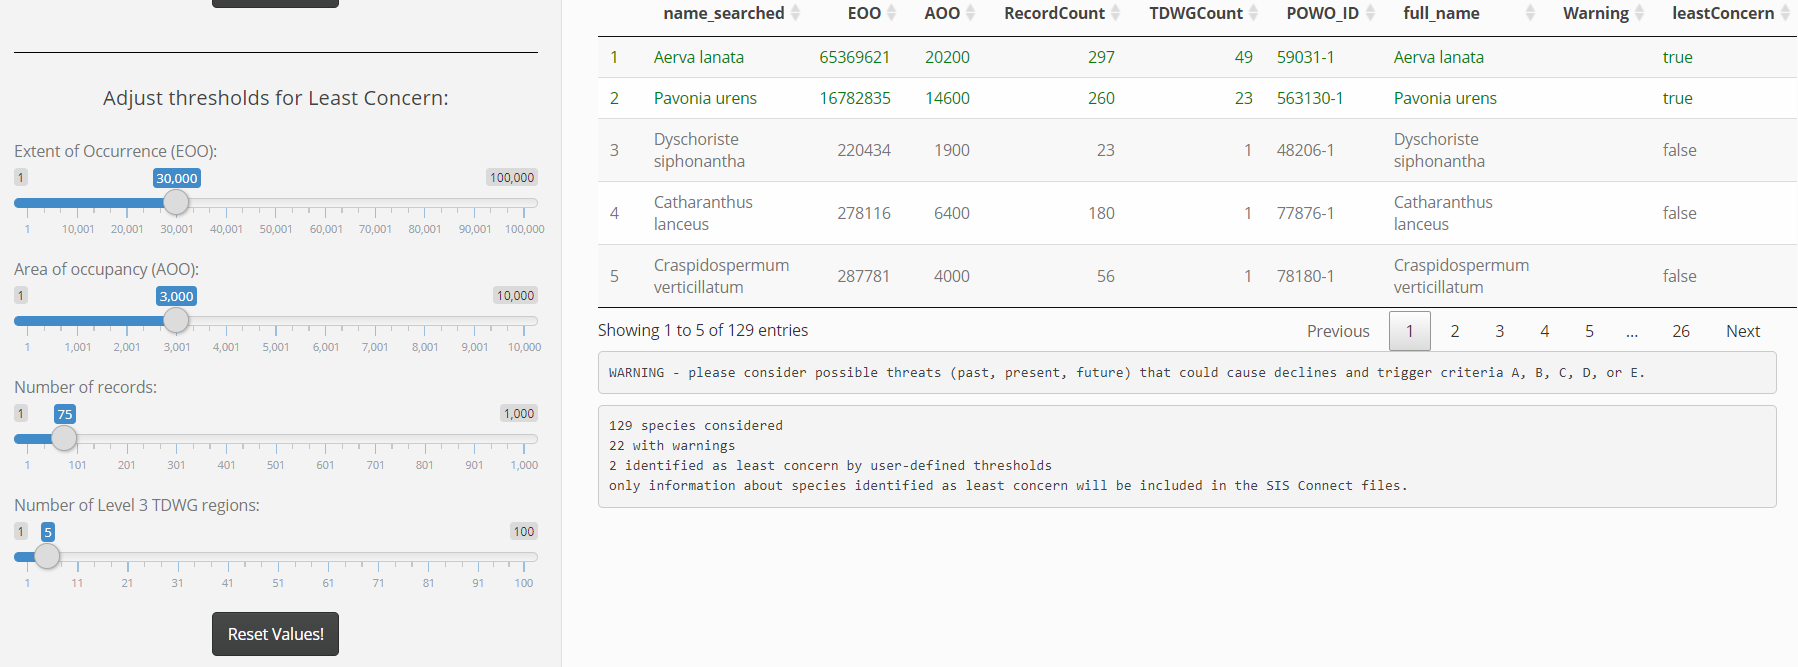 Adjust thresholds for Least Concern:
Extent of Occurrence (EOO):
1 30,000 100,000
1 10,001 20,001 30,001 40,001 50,001 60,001 70,001 80,001 90,001 100,000
Area of occupancy (AOO):
1 3,000 10,000
1 1,001 2,001 3,001 4,001 5,001 6,001 7,001 8,001 9,001 10,000
Number of records:
1 75 1,000
1 101 201 301 401 501 601 701 801 901 1,000
Number of Level 3 TDWG regions:
1 5 100
1 11 21 31 41 51 61 71 81 91 100
Reset Values!
name_searched EOO AOO RecordCount TDWGCount POWO_ID full_name Warning leastConcern
1 Aerva lanata 65369621 20200 297 49 59031-1 Aerva lanata true
2 Pavonia urens 16782835 14600 260 23 563130-1 Pavonia urens true
Dyschoriste Dyschoriste
3 220434 1900 23 1 48206-1 false
siphonantha siphonantha
Catharanthus Catharanthus
4 278116 6400 180 1 77876-1 false
lanceus lanceus
Craspidospermum Craspidospermum
5 287781 4000 56 1 78180-1 false
verticillatum verticillatum
Showing 1 to 5 of 129 entries
Previous 1 2 3 4 5 ... 26 Next
WARNING - please consider possible threats (past, present, future) that could cause declines and trigger criteria A, B, C, D, or E.
129 species considered
22 with warnings
2 identified as least concern by user-defined thresholds
only information about species identified as least concern will be included in the SIS Connect files.